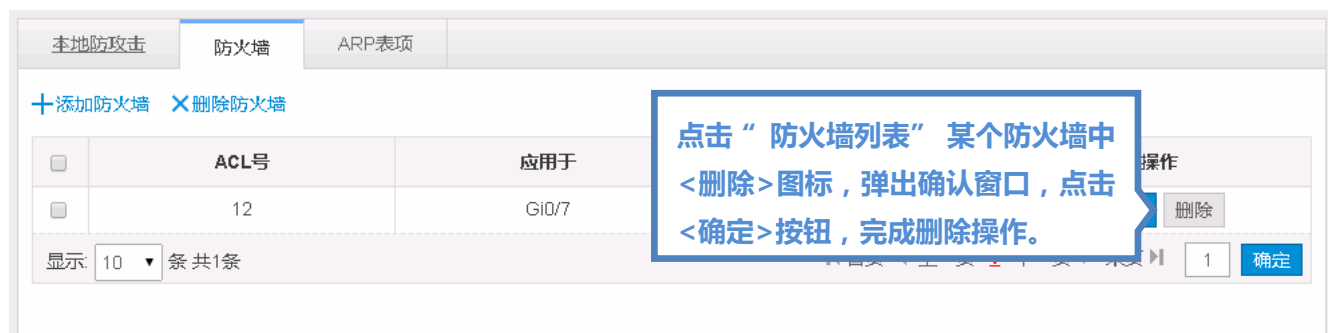 本地防攻击 防火墙 ARP表项
添加防火墙 删除防火墙
ACL号 应用于 操作
点击“ 防火墙列表” 某个防火墙中
<删除>图标，弹出确认窗口，点击
<确定>按钮，完成删除操作。
12 Gi0/7 删除
显示: 10 条 共1条 1 确定